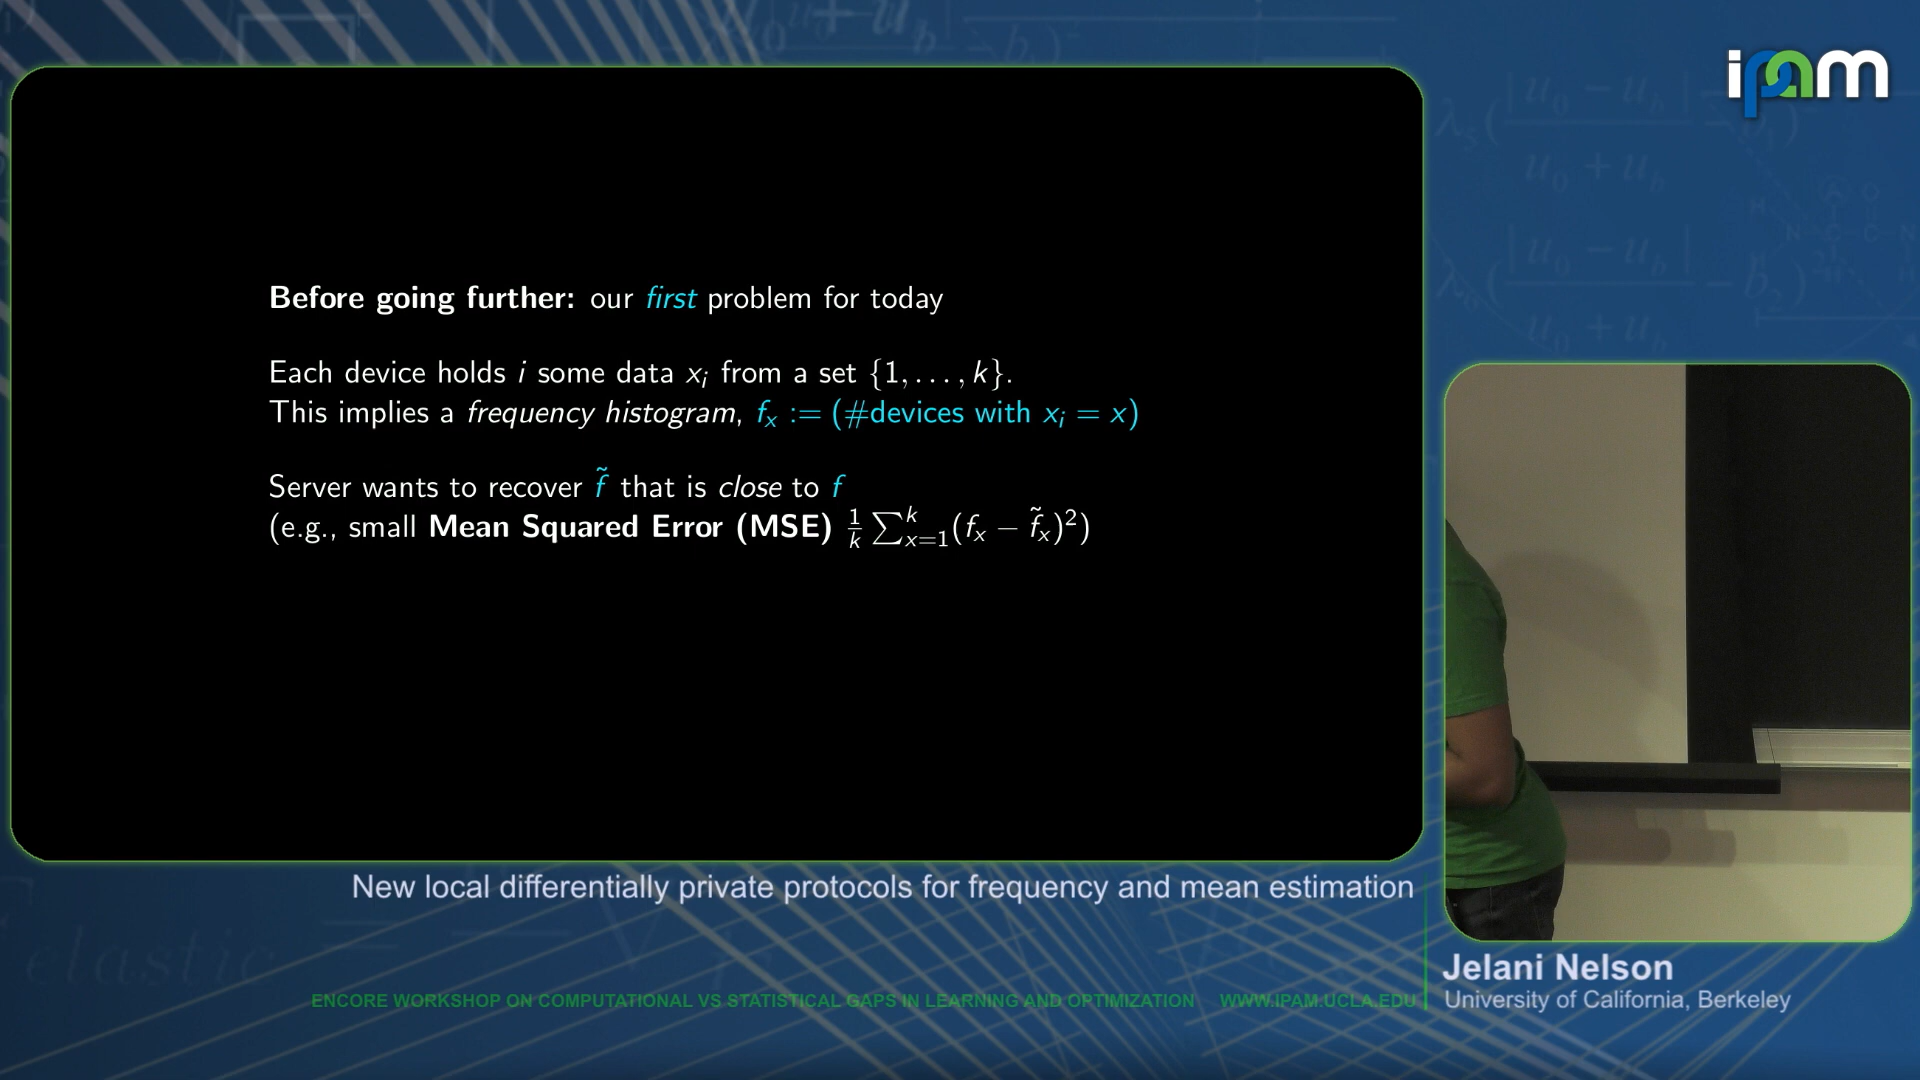 ipam
Before going further: our first problem for today
Each device holds i some data x_i from a set {1, . . . , k}.
This implies a frequency histogram, f_x := (#devices with x_i = x)
Server wants to recover f̃ that is close to f
(e.g., small Mean Squared Error (MSE) 1/k ∑_{x=1}^{k}(f_x − f̃_x)²)
New local differentially private protocols for frequency and mean estimation
Jelani Nelson
ENCORE WORKSHOP ON COMPUTATIONAL VS STATISTICAL GAPS IN LEARNING AND OPTIMIZATION WWW.IPAM.UCLA.EDU
University of California, Berkeley
elastic